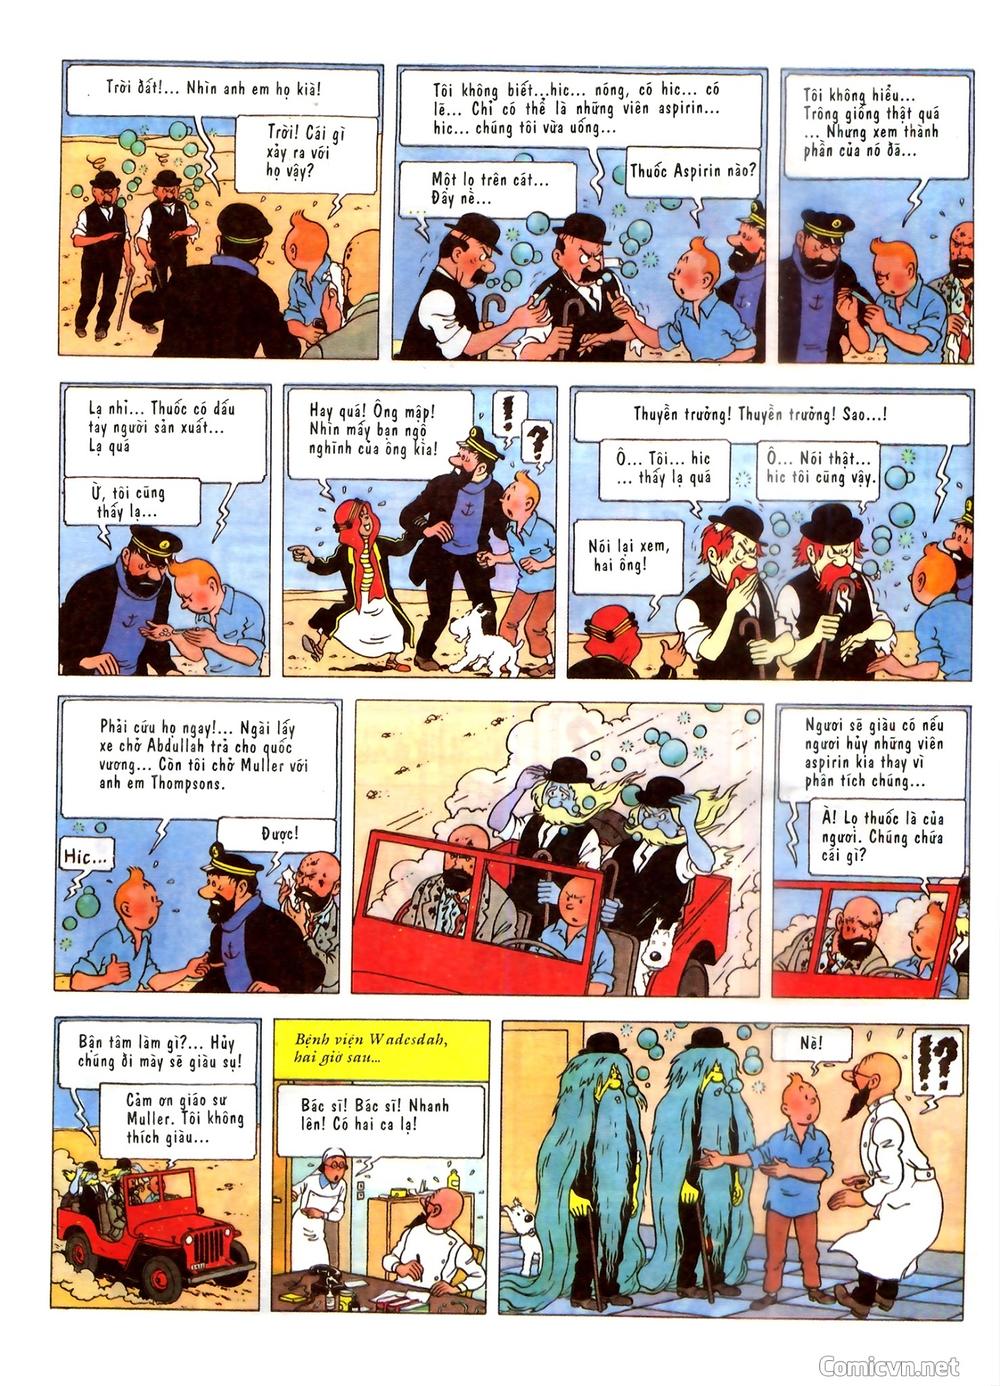 Trời đất!... Nhìn anh em họ kià!
Trời! Cái gì
xảy ra với
họ vậy?
Tôi không biết...hic... nóng, có hic... có
lẽ... Chỉ có thể là những viên aspirin...
hic... chúng tôi vừa uống...
Một lọ trên cát...
Đây nè...
Thuốc Aspirin nào?
Tôi không hiểu...
Trông giống thật quá
... Nhưng xem thành
phần của nó đã...
Lạ nhỉ... Thuốc có dấu
tay người sản xuất...
Lạ quá
Ừ, tôi cũng
thấy lạ...
Hay quá! Ông mập!
Nhìn mấy bạn ngộ
nghĩnh của ông kìa!
!
?
Thuyền trưởng! Thuyền trưởng! Sao...!
Ô... Tôi... hic
... thấy lạ quá
Ô... Nói thật...
hic tôi cũng vậy.
Nói lại xem,
hai ông!
Phải cứu họ ngay!... Ngài lấy
xe chở Abdullah trả cho quốc
vương... Còn tôi chở Muller với
anh em Thompsons.
Được!
Hic...
Ngươi sẽ giàu có nếu
ngươi hủy những viên
aspirin kia thay vì
phân tích chúng...
À! Lọ thuốc là của
ngươi. Chúng chứa
cái gì?
Bận tâm làm gì?... Hủy
chúng đi mày sẽ giàu sụ!
Cảm ơn giáo sư
Muller. Tôi không
thích giàu...
Bệnh viện Wadesdah,
hai giờ sau...
Bác sĩ! Bác sĩ! Nhanh
lên! Có hai ca lạ!
Nè!
!?
Comicvn.net